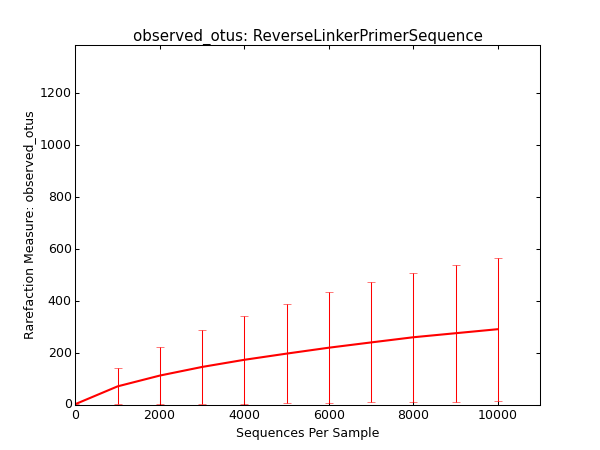 observed_otus: ReverseLinkerPrimerSequence
1200
1000
800
600
400
200
0
Rarefaction Measure: observed_otus
0 2000 4000 6000 8000 10000
Sequences Per Sample